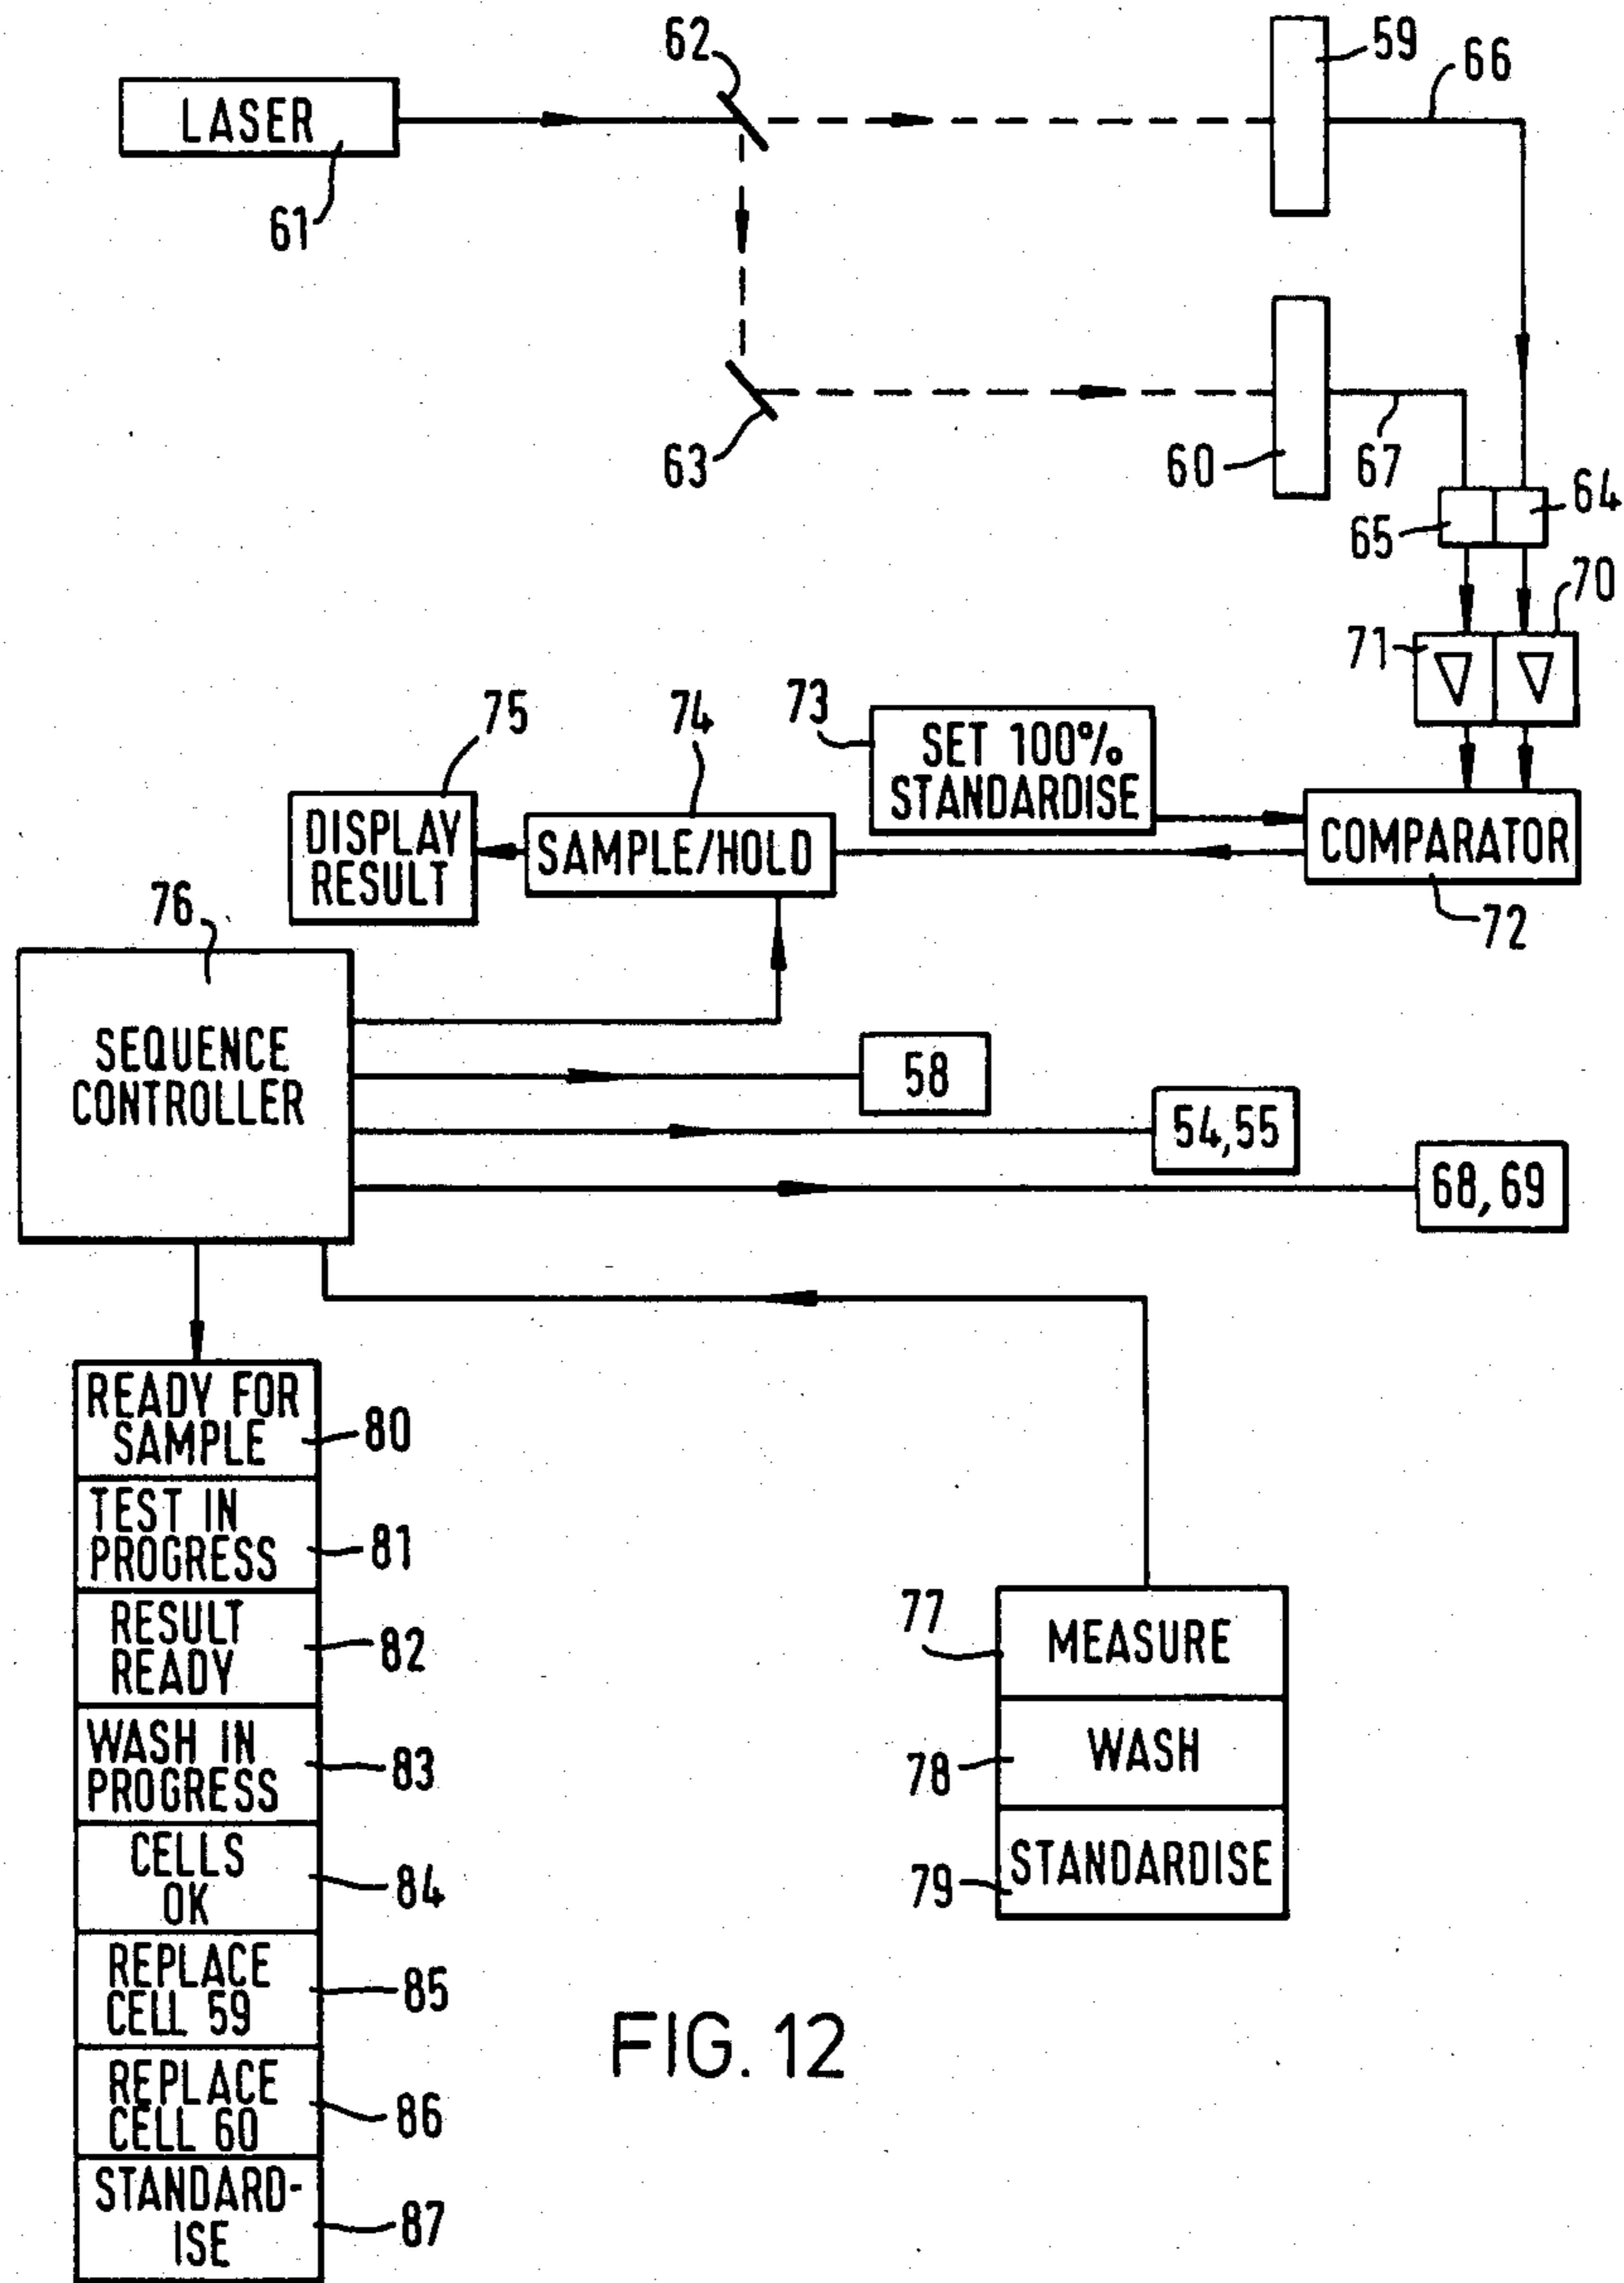 62
59
66
LASER
61
63
60
67
64
65
70
71
73
SET 100%
STANDARDISE
74
75
DISPLAY
RESULT
SAMPLE/HOLD
COMPARATOR
72
76
SEQUENCE
CONTROLLER
58
54,55
68,69
READY FOR
SAMPLE
80
TEST IN
PROGRESS
81
RESULT
READY
82
WASH IN
PROGRESS
83
CELLS
OK
84
REPLACE
CELL 59
85
REPLACE
CELL 60
86
STANDARD-
ISE
87
77
MEASURE
78
WASH
79
STANDARDISE
FIG. 12